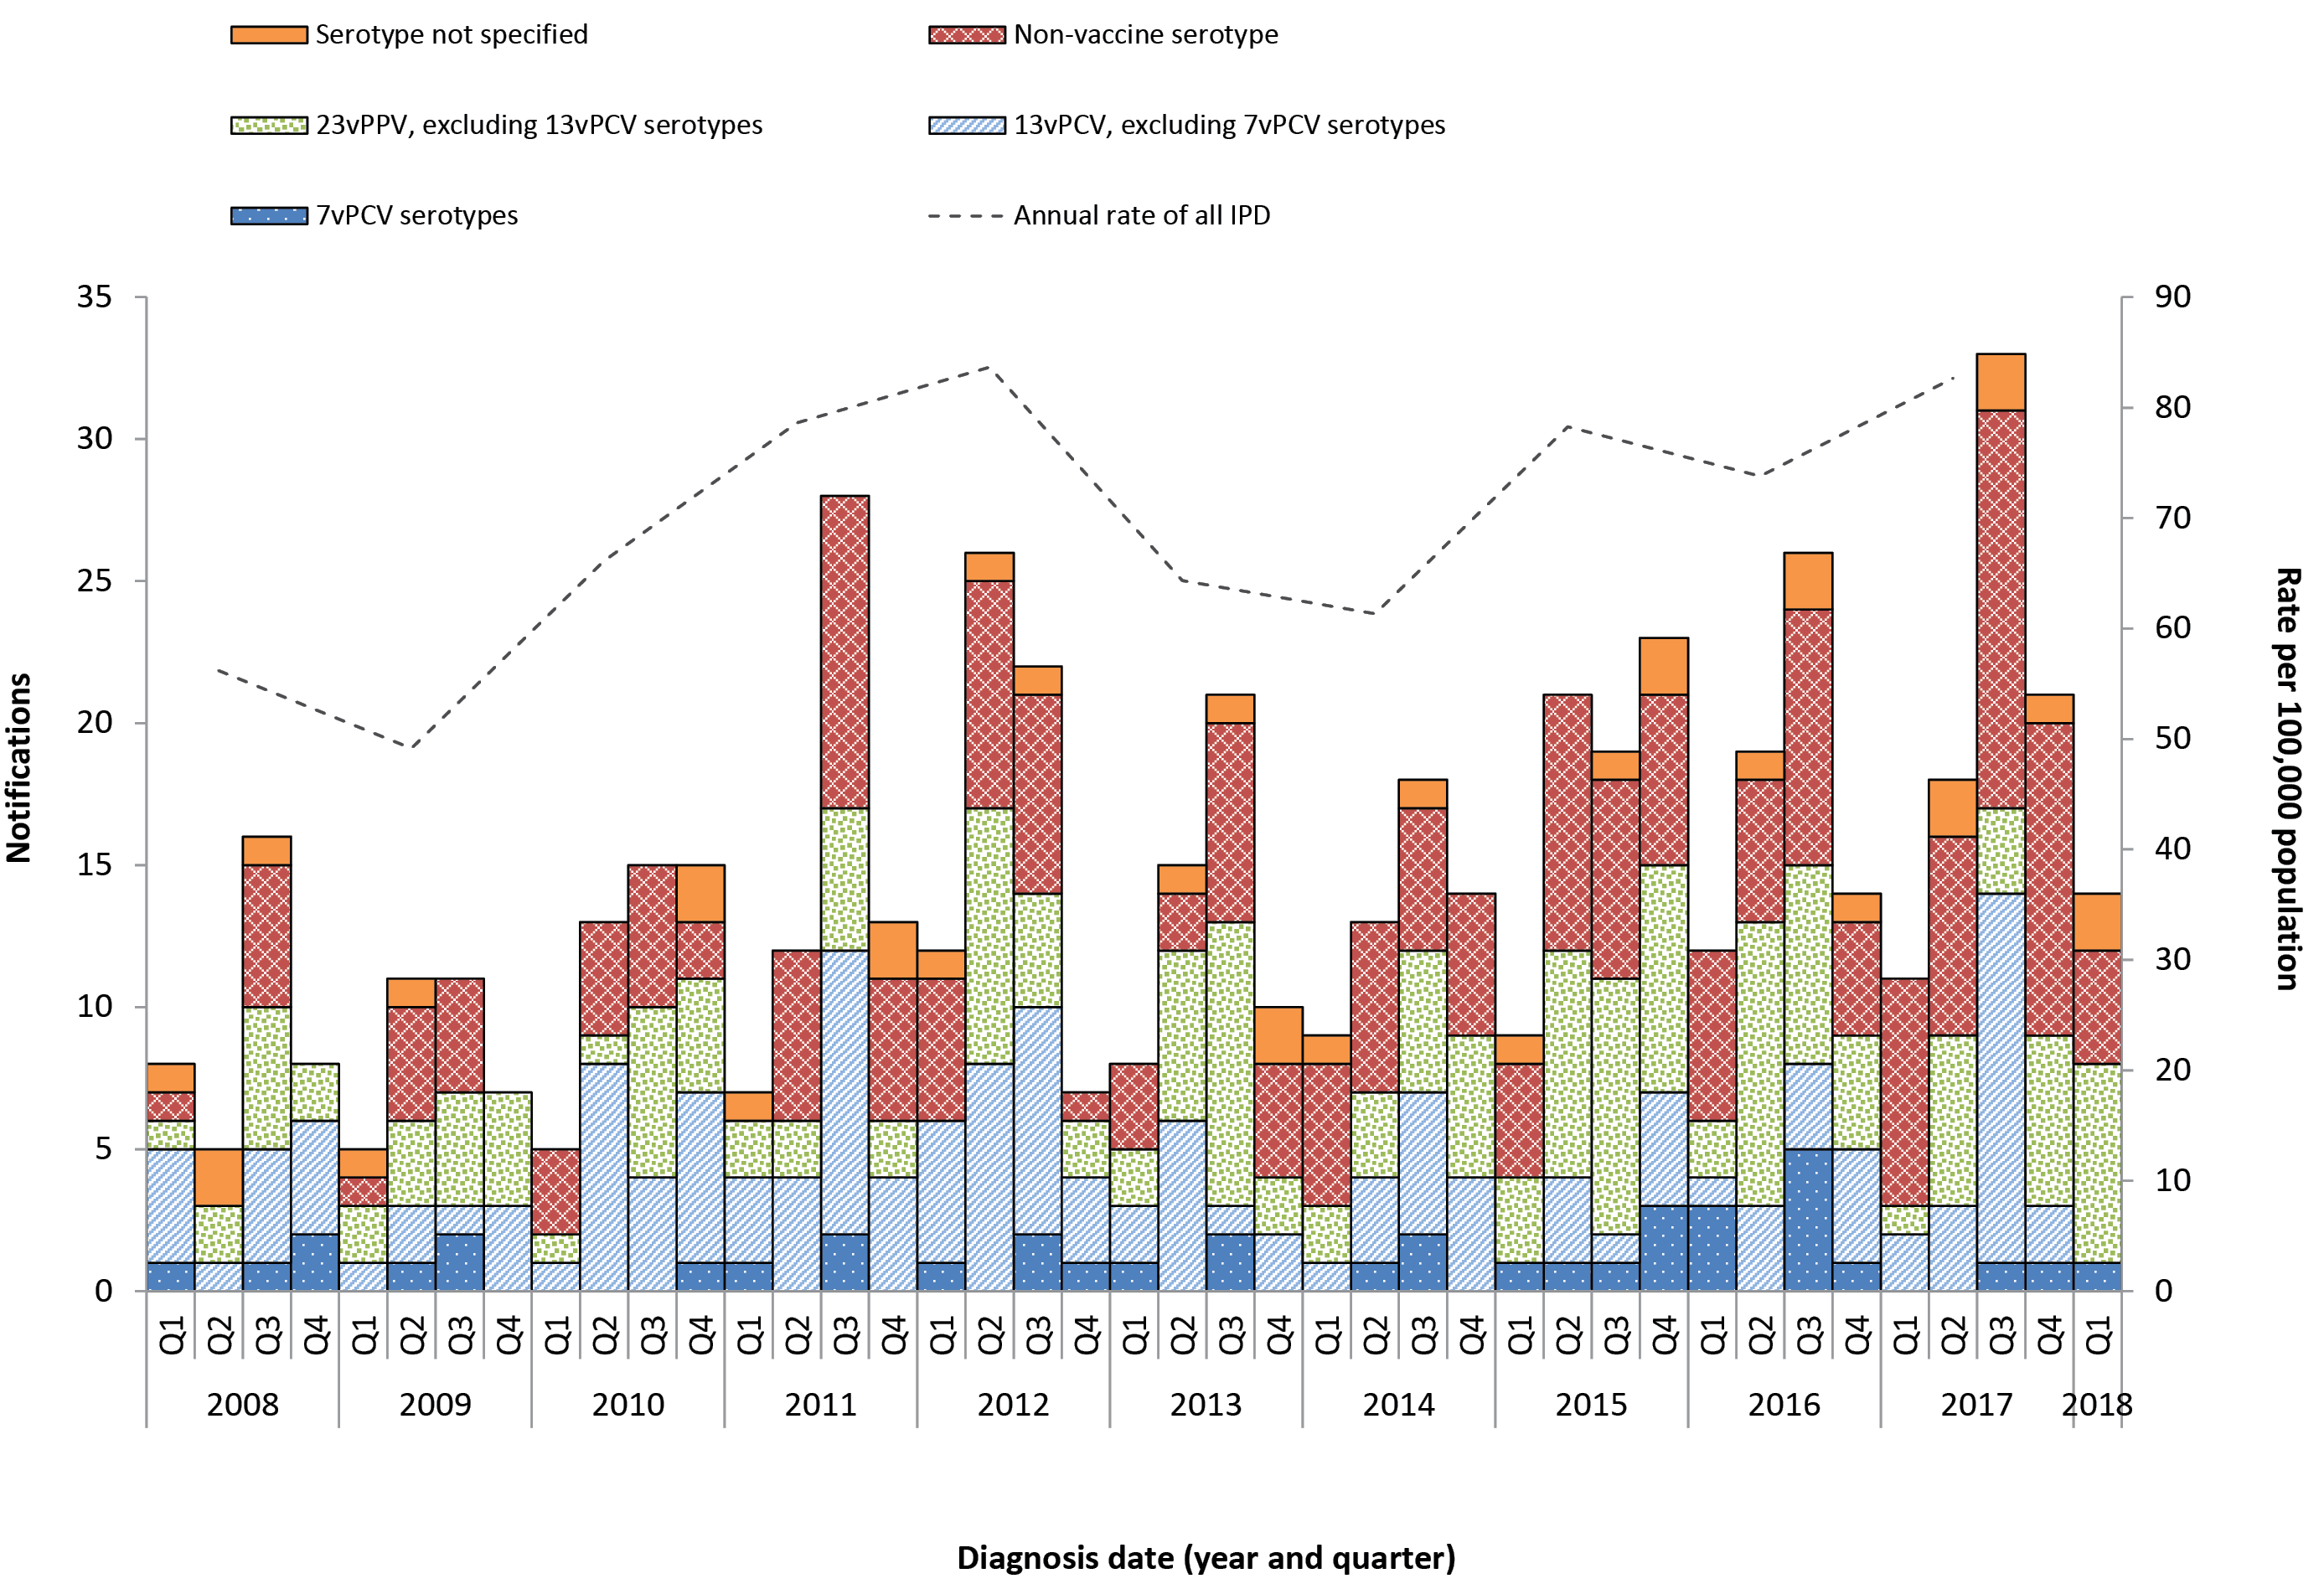 Serotype not specified
Non-vaccine serotype
23vPPV, excluding 13vPCV serotypes
13vPCV, excluding 7vPCV serotypes
7vPCV serotypes
Annual rate of all IPD
35
30
25
20
15
10
5
0
Notifications
90
80
70
60
50
40
30
20
10
0
Rate per 100,000 population
Q1 Q2 Q3 Q4 Q1 Q2 Q3 Q4 Q1 Q2 Q3 Q4 Q1 Q2 Q3 Q4 Q1 Q2 Q3 Q4 Q1 Q2 Q3 Q4 Q1 Q2 Q3 Q4 Q1 Q2 Q3 Q4 Q1 Q2 Q3 Q4 Q1 Q2 Q3 Q4 Q1
2008 2009 2010 2011 2012 2013 2014 2015 2016 2017 2018
Diagnosis date (year and quarter)